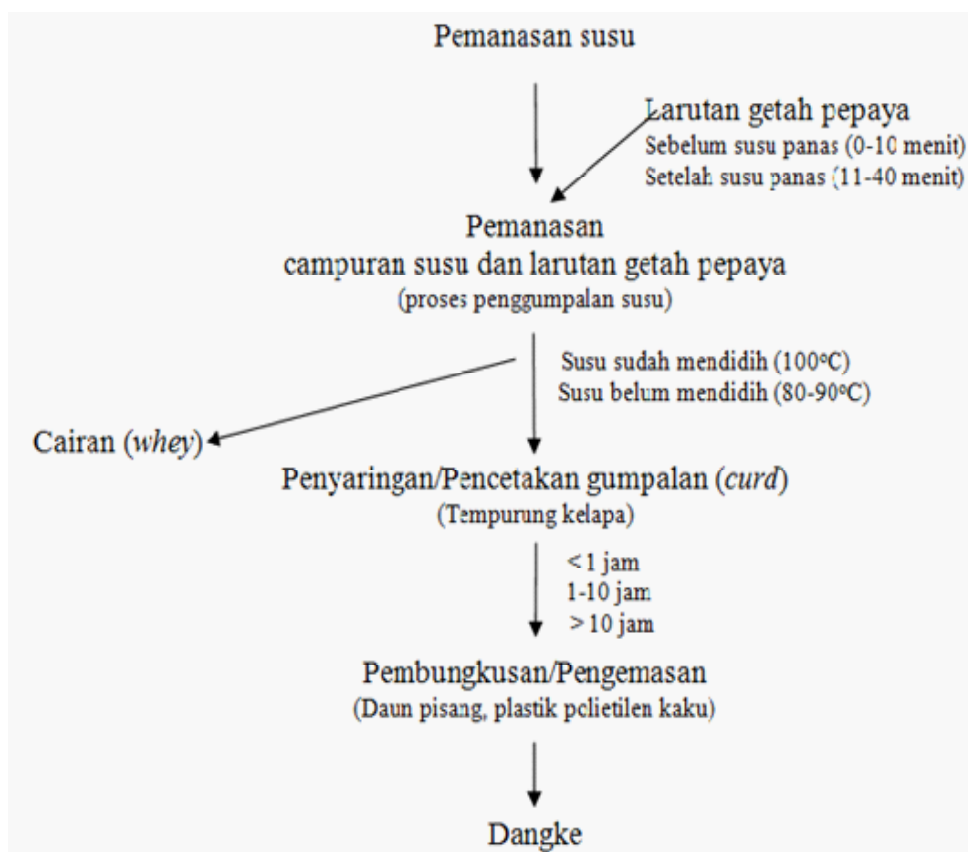 Pemanasan susu
Larutan getah pepaya
Sebelum susu panas (0-10 menit)
Setelah susu panas (11-40 menit)
Pemanasan
campuran susu dan larutan getah pepaya
(proses penggumpalan susu)
Susu sudah mendidih (100°C)
Susu belum mendidih (80-90°C)
Cairan (whey)
Penyaringan/Pencetakan gumpalan (curd)
(Tempurung kelapa)
< 1 jam
1-10 jam
> 10 jam
Pembungkusan/Pengemasan
(Daun pisang, plastik polietilen kaku)
Dangke